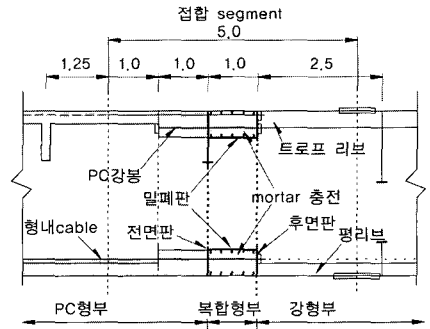 접합 segment
5.0
1.25 1.0 1.0 1.0 2.5
트로프 리브
PC강봉
밀폐판 mortar 충전
형내cable 전면판 후면판 평리브
PC형부 복합형부 강형부